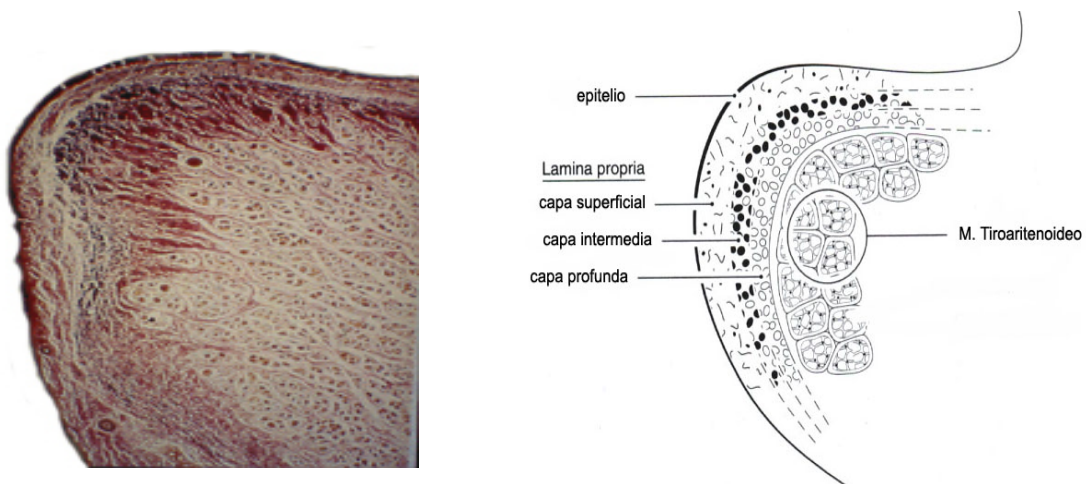 epitelio
Lamina propria
capa superficial
capa intermedia
capa profunda
M. Tiroaritenoideo